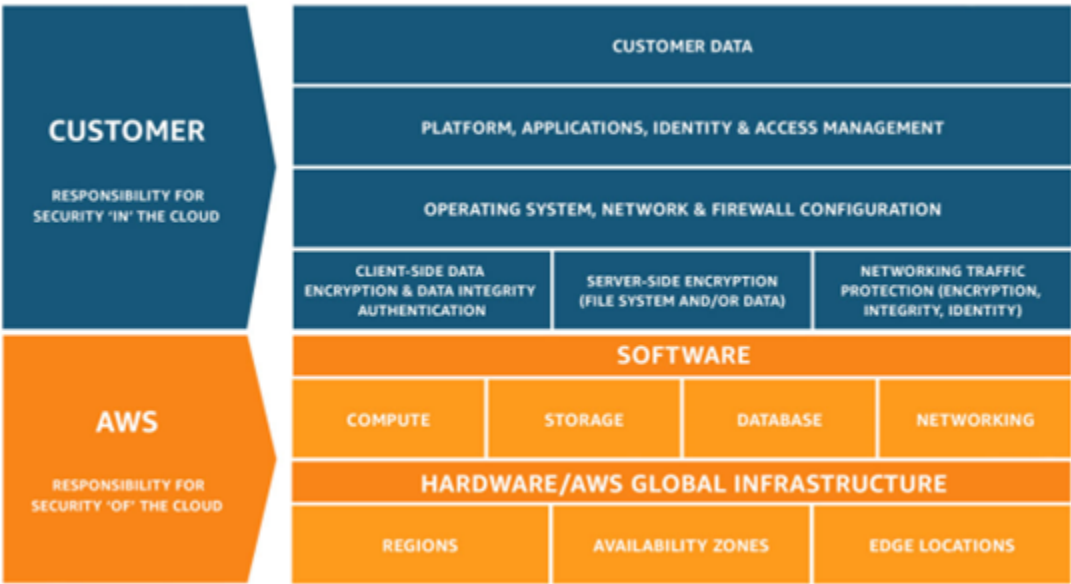 CUSTOMER
RESPONSIBILITY FOR
SECURITY ‘IN’ THE CLOUD
CUSTOMER DATA
PLATFORM, APPLICATIONS, IDENTITY & ACCESS MANAGEMENT
OPERATING SYSTEM, NETWORK & FIREWALL CONFIGURATION
CLIENT-SIDE DATA
ENCRYPTION & DATA INTEGRITY
AUTHENTICATION
SERVER-SIDE ENCRYPTION
(FILE SYSTEM AND/OR DATA)
NETWORKING TRAFFIC
PROTECTION (ENCRYPTION,
INTEGRITY, IDENTITY)
AWS
RESPONSIBILITY FOR
SECURITY ‘OF’ THE CLOUD
SOFTWARE
COMPUTE
STORAGE
DATABASE
NETWORKING
HARDWARE/AWS GLOBAL INFRASTRUCTURE
REGIONS
AVAILABILITY ZONES
EDGE LOCATIONS